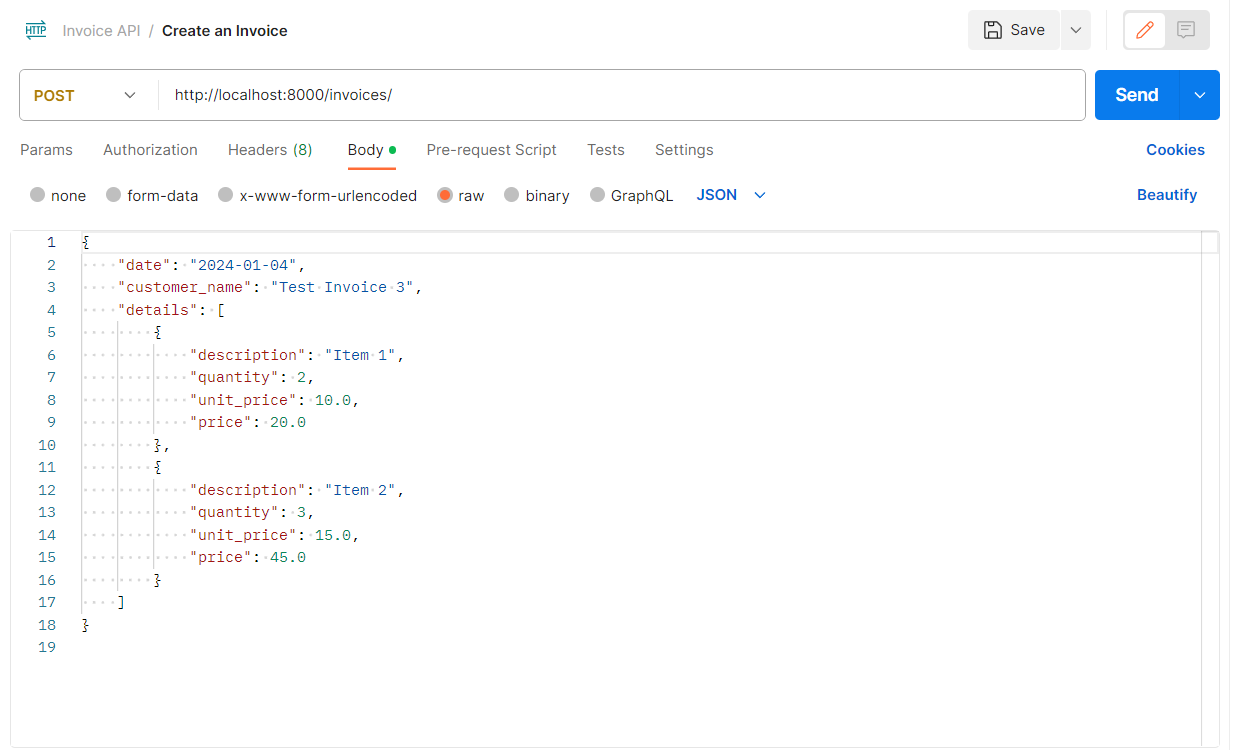 HTTP Invoice API / Create an Invoice Save
POST http://localhost:8000/invoices/ Send
Params Authorization Headers (8) Body Pre-request Script Tests Settings Cookies
none form-data x-www-form-urlencoded raw binary GraphQL JSON Beautify
1 {
2 "date": "2024-01-04",
3 "customer_name": "Test Invoice 3",
4 "details": [
5 {
6 "description": "Item 1",
7 "quantity": 2,
8 "unit_price": 10.0,
9 "price": 20.0
10 },
11 {
12 "description": "Item 2",
13 "quantity": 3,
14 "unit_price": 15.0,
15 "price": 45.0
16 }
17 ]
18 }
19